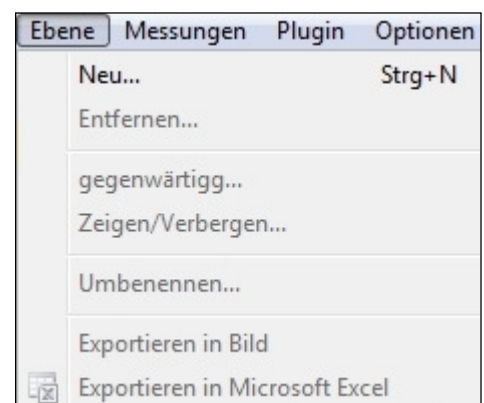 Ebene Messungen Plugin Optionen
Neu... Strg+N
Entfernen...
gegenwärtigg...
Zeigen/Verbergen...
Umbenennen...
Exportieren in Bild
Exportieren in Microsoft Excel